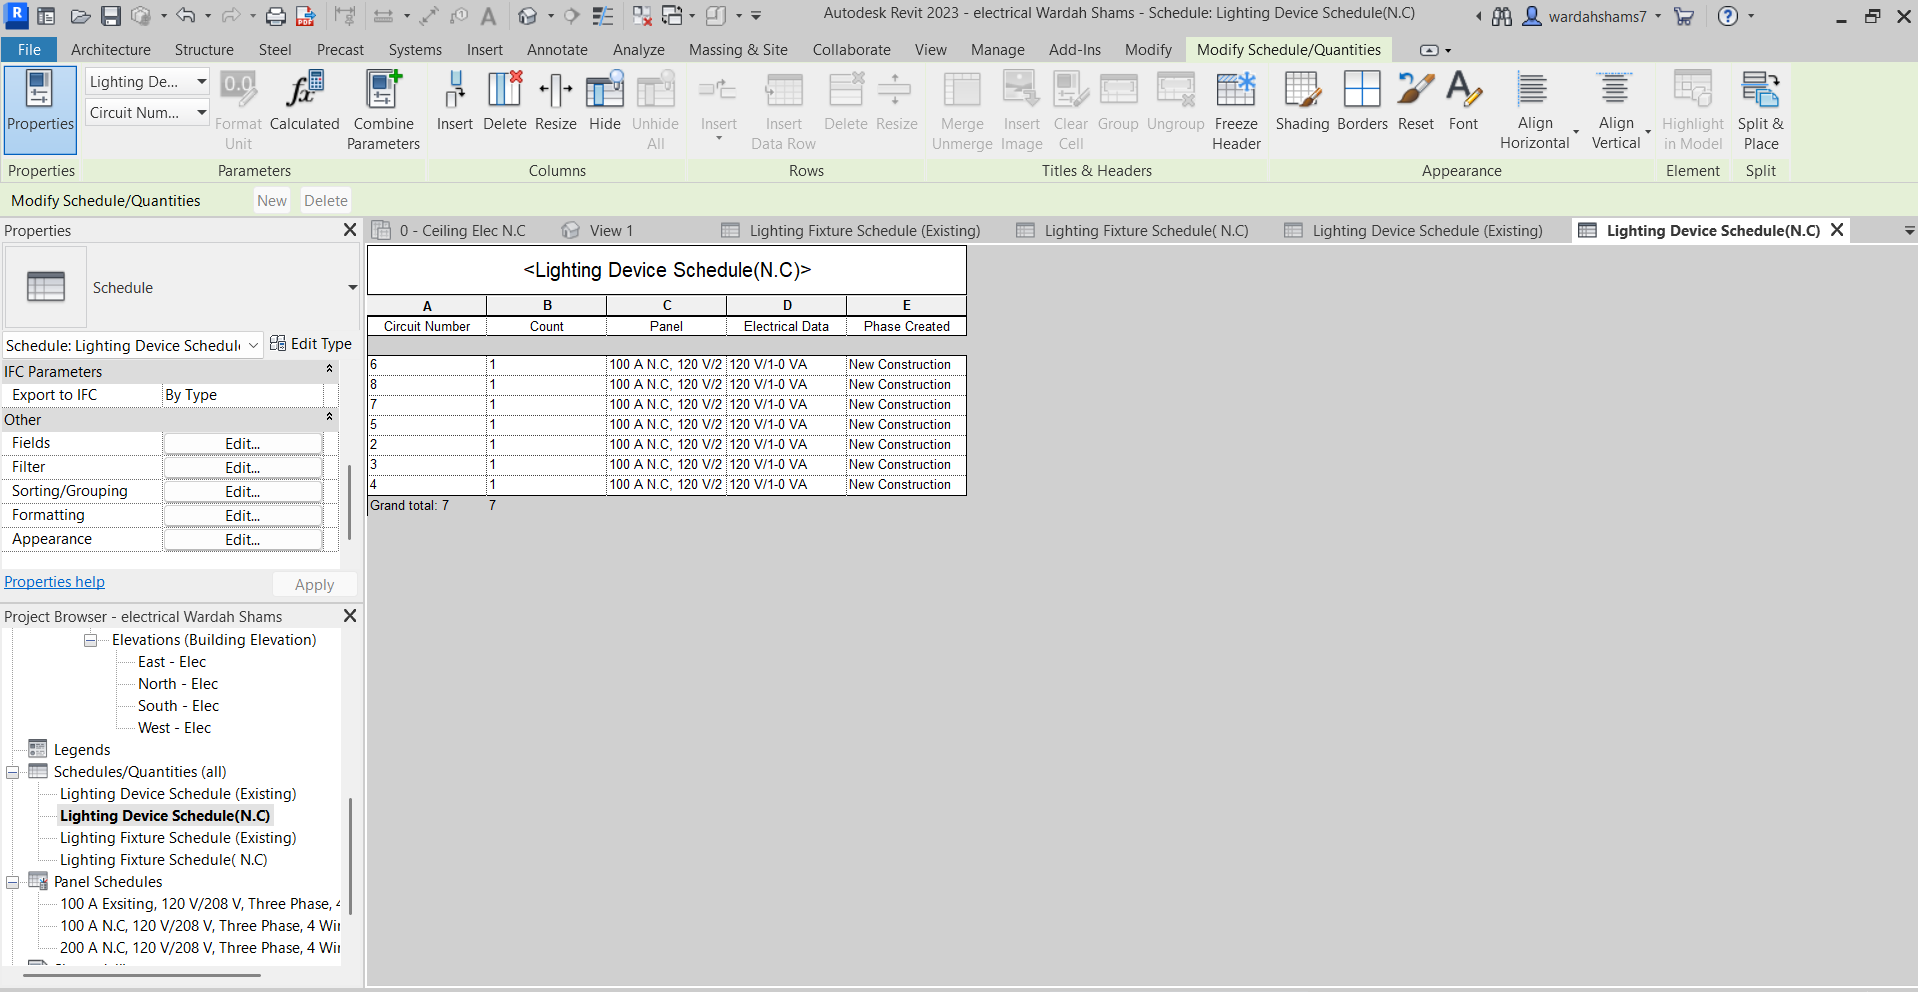 Autodesk Revit 2023 - electrical Wardah Shams - Schedule: Lighting Device Schedule(N.C)
wardahshams7
File Architecture Structure Steel Precast Systems Insert Annotate Analyze Massing & Site Collaborate View Manage Add-Ins Modify Modify Schedule/Quantities
Properties
Lighting De...
Circuit Num...
0.0
Format Unit
Calculated
Combine Parameters
Insert
Delete
Resize
Hide
Unhide All
Insert
Insert Data Row
Delete
Resize
Merge Unmerge
Insert Image
Clear Cell
Group
Ungroup
Freeze Header
Shading
Borders
Reset
Font
Align Horizontal
Align Vertical
Highlight in Model
Split & Place
Properties Parameters Columns Rows Titles & Headers Appearance Element Split
Modify Schedule/Quantities New Delete
Properties
Schedule
Schedule: Lighting Device Schedul
Edit Type
IFC Parameters
Export to IFC By Type
Other
Fields Edit...
Filter Edit...
Sorting/Grouping Edit...
Formatting Edit...
Appearance Edit...
Properties help Apply
Project Browser - electrical Wardah Shams
Elevations (Building Elevation)
East - Elec
North - Elec
South - Elec
West - Elec
Legends
Schedules/Quantities (all)
Lighting Device Schedule (Existing)
Lighting Device Schedule(N.C)
Lighting Fixture Schedule (Existing)
Lighting Fixture Schedule( N.C)
Panel Schedules
100 A Exsiting, 120 V/208 V, Three Phase, 4
100 A N.C, 120 V/208 V, Three Phase, 4 Wir
200 A N.C, 120 V/208 V, Three Phase, 4 Wir
0 - Ceiling Elec N.C View 1 Lighting Fixture Schedule (Existing) Lighting Fixture Schedule( N.C) Lighting Device Schedule (Existing) Lighting Device Schedule(N.C)
<Lighting Device Schedule(N.C)>
A B C D E
Circuit Number Count Panel Electrical Data Phase Created
6 1 100 A N.C, 120 V/2 120 V/1-0 VA New Construction
8 1 100 A N.C, 120 V/2 120 V/1-0 VA New Construction
7 1 100 A N.C, 120 V/2 120 V/1-0 VA New Construction
5 1 100 A N.C, 120 V/2 120 V/1-0 VA New Construction
2 1 100 A N.C, 120 V/2 120 V/1-0 VA New Construction
3 1 100 A N.C, 120 V/2 120 V/1-0 VA New Construction
4 1 100 A N.C, 120 V/2 120 V/1-0 VA New Construction
Grand total: 7 7